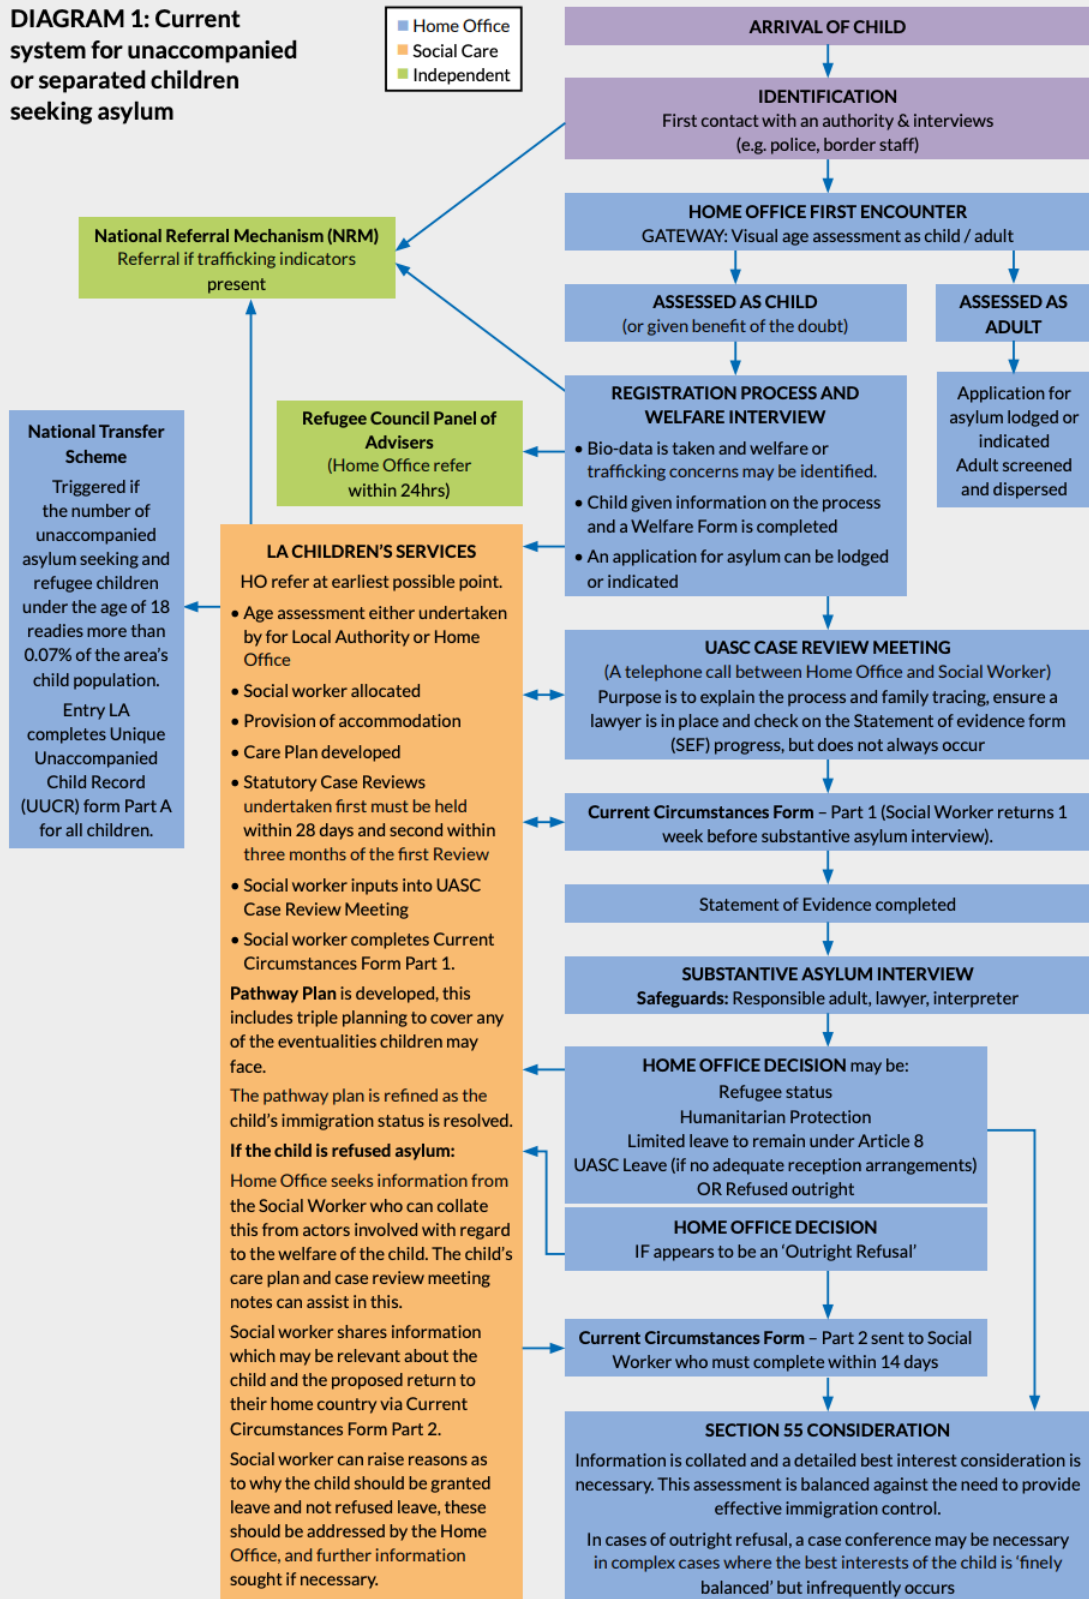 DIAGRAM 1: Current
system for unaccompanied
or separated children
seeking asylum
Home Office
Social Care
Independent
ARRIVAL OF CHILD
IDENTIFICATION
First contact with an authority & interviews
(e.g. police, border staff)
HOME OFFICE FIRST ENCOUNTER
GATEWAY: Visual age assessment as child / adult
National Referral Mechanism (NRM)
Referral if trafficking indicators
present
ASSESSED AS CHILD
(or given benefit of the doubt)
ASSESSED AS
ADULT
Application for
asylum lodged or
indicated
Adult screened
and dispersed
REGISTRATION PROCESS AND
WELFARE INTERVIEW
• Bio-data is taken and welfare or
trafficking concerns may be identified.
• Child given information on the process
and a Welfare Form is completed
• An application for asylum can be lodged
or indicated
Refugee Council Panel of
Advisers
(Home Office refer
within 24hrs)
National Transfer
Scheme
Triggered if
the number of
unaccompanied
asylum seeking and
refugee children
under the age of 18
readies more than
0.07% of the area's
child population.
Entry LA
completes Unique
Unaccompanied
Child Record
(UUCR) form Part A
for all children.
LA CHILDREN'S SERVICES
HO refer at earliest possible point.
• Age assessment either undertaken
by for Local Authority or Home
Office
• Social worker allocated
• Provision of accommodation
• Care Plan developed
• Statutory Case Reviews
undertaken first must be held
within 28 days and second within
three months of the first Review
• Social worker inputs into UASC
Case Review Meeting
• Social worker completes Current
Circumstances Form Part 1.
Pathway Plan is developed, this
includes triple planning to cover any
of the eventualities children may
face.
The pathway plan is refined as the
child's immigration status is resolved.
If the child is refused asylum:
Home Office seeks information from
the Social Worker who can collate
this from actors involved with regard
to the welfare of the child. The child's
care plan and case review meeting
notes can assist in this.
Social worker shares information
which may be relevant about the
child and the proposed return to
their home country via Current
Circumstances Form Part 2.
Social worker can raise reasons as
to why the child should be granted
leave and not refused leave, these
should be addressed by the Home
Office, and further information
sought if necessary.
UASC CASE REVIEW MEETING
(A telephone call between Home Office and Social Worker)
Purpose is to explain the process and family tracing, ensure a
lawyer is in place and check on the Statement of evidence form
(SEF) progress, but does not always occur
Current Circumstances Form – Part 1 (Social Worker returns 1
week before substantive asylum interview).
Statement of Evidence completed
SUBSTANTIVE ASYLUM INTERVIEW
Safeguards: Responsible adult, lawyer, interpreter
HOME OFFICE DECISION may be:
Refugee status
Humanitarian Protection
Limited leave to remain under Article 8
UASC Leave (if no adequate reception arrangements)
OR Refused outright
HOME OFFICE DECISION
IF appears to be an 'Outright Refusal'
Current Circumstances Form – Part 2 sent to Social
Worker who must complete within 14 days
SECTION 55 CONSIDERATION
Information is collated and a detailed best interest consideration is
necessary. This assessment is balanced against the need to provide
effective immigration control.
In cases of outright refusal, a case conference may be necessary
in complex cases where the best interests of the child is 'finely
balanced' but infrequently occurs